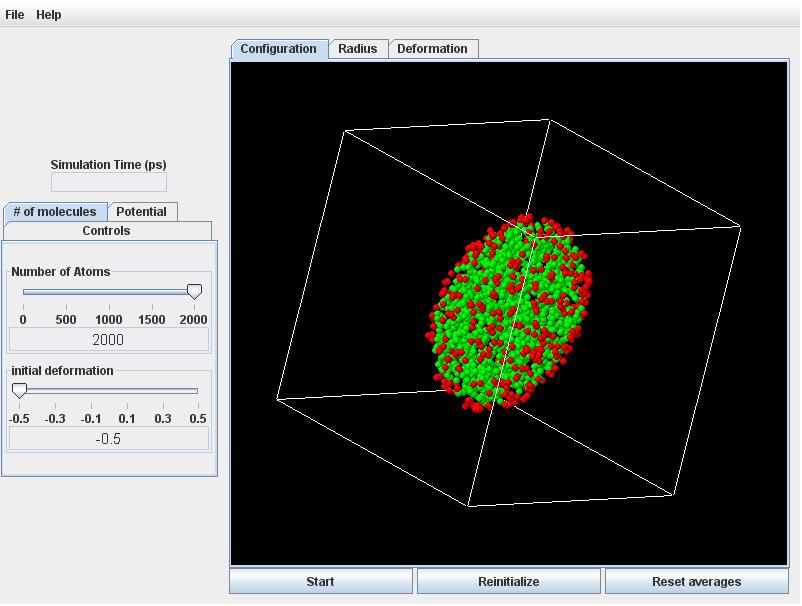 File Help
Configuration Radius Deformation
Simulation Time (ps)
# of molecules Potential
Controls
Number of Atoms
0 500 1000 1500 2000
2000
initial deformation
-0.5 -0.3 -0.1 0.1 0.3 0.5
-0.5
Start Reinitialize Reset averages